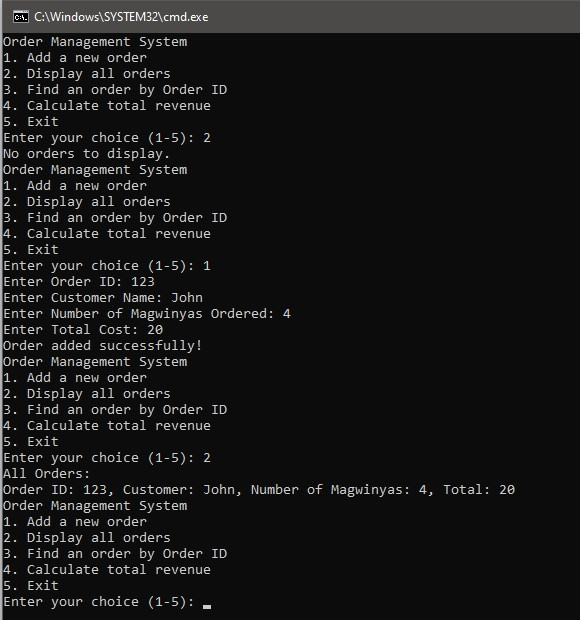 C:\Windows\SYSTEM32\cmd.exe
Order Management System
1. Add a new order
2. Display all orders
3. Find an order by Order ID
4. Calculate total revenue
5. Exit
Enter your choice (1-5): 2
No orders to display.
Order Management System
1. Add a new order
2. Display all orders
3. Find an order by Order ID
4. Calculate total revenue
5. Exit
Enter your choice (1-5): 1
Enter Order ID: 123
Enter Customer Name: John
Enter Number of Magwinyas Ordered: 4
Enter Total Cost: 20
Order added successfully!
Order Management System
1. Add a new order
2. Display all orders
3. Find an order by Order ID
4. Calculate total revenue
5. Exit
Enter your choice (1-5): 2
All Orders:
Order ID: 123, Customer: John, Number of Magwinyas: 4, Total: 20
Order Management System
1. Add a new order
2. Display all orders
3. Find an order by Order ID
4. Calculate total revenue
5. Exit
Enter your choice (1-5):